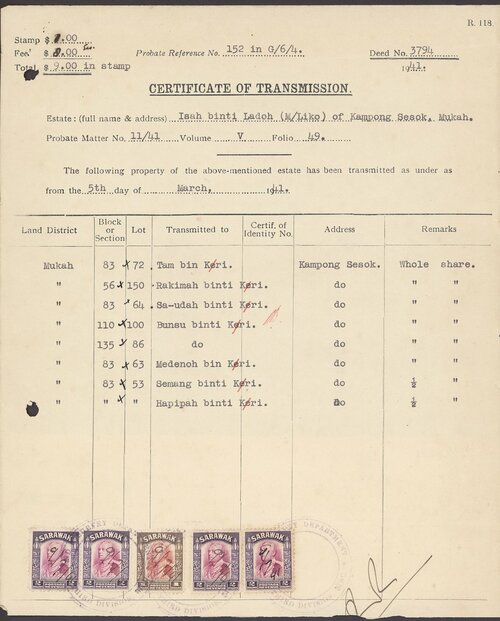 R. 118
Stamp $ 1.00
Fee $ 8.00
Total $ 9.00 in stamp
Probate Reference No. 152 in G/6/4.
Deed No. 3794
1941.
CERTIFICATE OF TRANSMISSION.
Estate: (full name & address) Isah binti Ladoh (M/Liko) of Kampong Sesok, Mukah.
Probate Matter No. 11/41 Volume V Folio 49.
The following property of the above-mentioned estate has been transmitted as under as
from the 5th day of March, 1941.
Land District Block or Section Lot Transmitted to Certif. of Identity No. Address Remarks
Mukah 83 x 72. Tam bin Keri. Kampong Sesok. Whole share.
" 56 x 150. Rakimah binti Keri. do " "
" 83 64. Sa-udah binti Keri. do " "
" 110 x 100 Bunsu binti Keri. do " "
" 135 86 do do " "
" 83 x 63 Medenoh bin Keri. do " "
" 83 x 53 Semang binti Keri. do ½ "
" " x " Hapipah binti Keri. do ½ "
SARAWAK SARAWAK SARAWAK SARAWAK SARAWAK